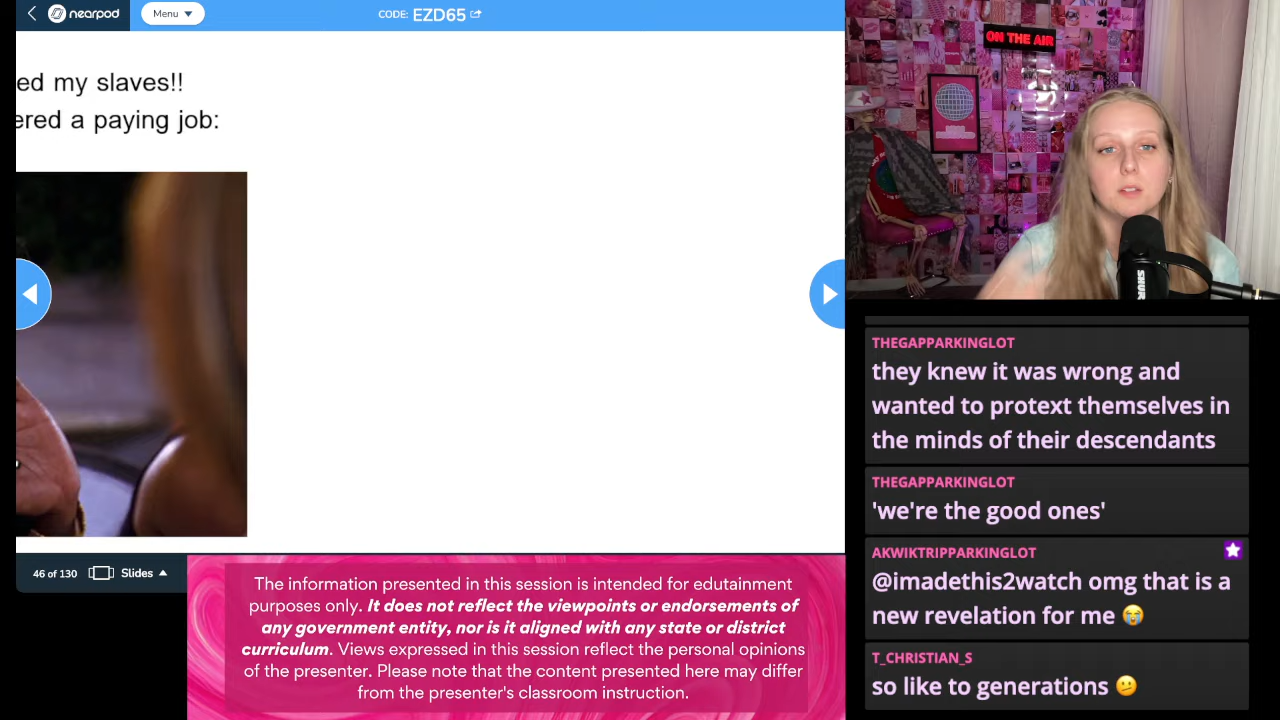 nearpod
Menu
CODE: EZD65
ed my slaves!!
ered a paying job:
46 of 130
Slides
The information presented in this session is intended for edutainment
purposes only. It does not reflect the viewpoints or endorsements of
any government entity, nor is it aligned with any state or district
curriculum. Views expressed in this session reflect the personal opinions
of the presenter. Please note that the content presented here may differ
from the presenter's classroom instruction.
ON THE AIR
SHURE
THEGAPPARKINGLOT
they knew it was wrong and
wanted to protext themselves in
the minds of their descendants
THEGAPPARKINGLOT
'we're the good ones'
AKWIKTRIPPARKINGLOT
@imadethis2watch omg that is a
new revelation for me 😭
T_CHRISTIAN_S
so like to generations 🫤